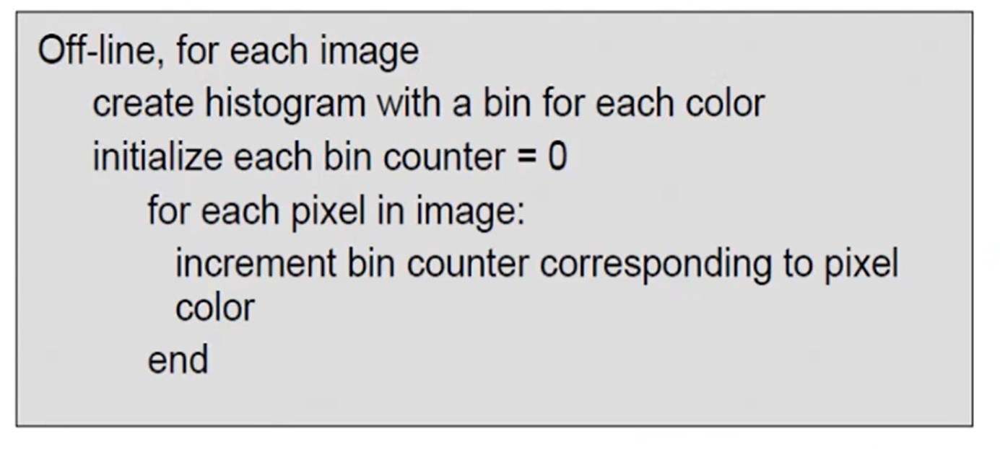 Off-line, for each image
create histogram with a bin for each color
initialize each bin counter = 0
for each pixel in image:
increment bin counter corresponding to pixel
color
end